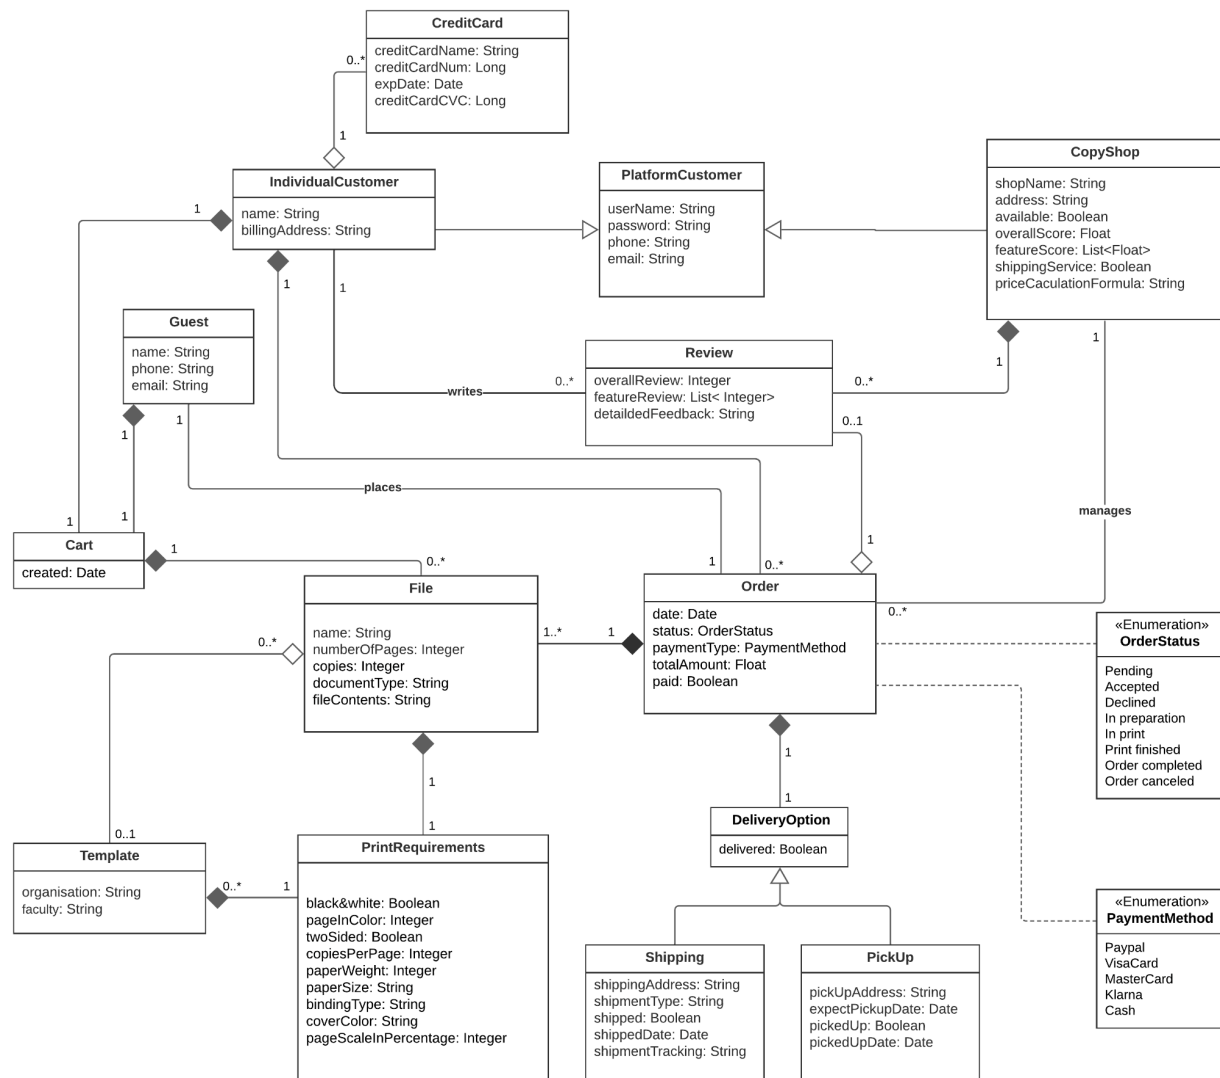 CreditCard
creditCardName: String
creditCardNum: Long
expDate: Date
creditCardCVC: Long
0..*
1
IndividualCustomer
name: String
billingAddress: String
1
1
1
PlatformCustomer
userName: String
password: String
phone: String
email: String
CopyShop
shopName: String
address: String
available: Boolean
overallScore: Float
featureScore: List<Float>
shippingService: Boolean
priceCaculationFormula: String
1
1
Guest
name: String
phone: String
email: String
1
1
Review
overallReview: Integer
featureReview: List< Integer>
detaildedFeedback: String
0..*
writes
0..*
0..1
places
manages
1
1
Cart
created: Date
1
0..*
1
0..*
1
0..*
File
name: String
numberOfPages: Integer
copies: Integer
documentType: String
fileContents: String
0..*
1..*
1
1
Order
date: Date
status: OrderStatus
paymentType: PaymentMethod
totalAmount: Float
paid: Boolean
1
1
«Enumeration»
OrderStatus
Pending
Accepted
Declined
In preparation
In print
Print finished
Order completed
Order canceled
0..1
1
Template
organisation: String
faculty: String
0..*
1
PrintRequirements
black&white: Boolean
pageInColor: Integer
twoSided: Boolean
copiesPerPage: Integer
paperWeight: Integer
paperSize: String
bindingType: String
coverColor: String
pageScaleInPercentage: Integer
DeliveryOption
delivered: Boolean
Shipping
shippingAddress: String
shipmentType: String
shipped: Boolean
shippedDate: Date
shipmentTracking: String
PickUp
pickUpAddress: String
expectPickupDate: Date
pickedUp: Boolean
pickedUpDate: Date
«Enumeration»
PaymentMethod
Paypal
VisaCard
MasterCard
Klarna
Cash